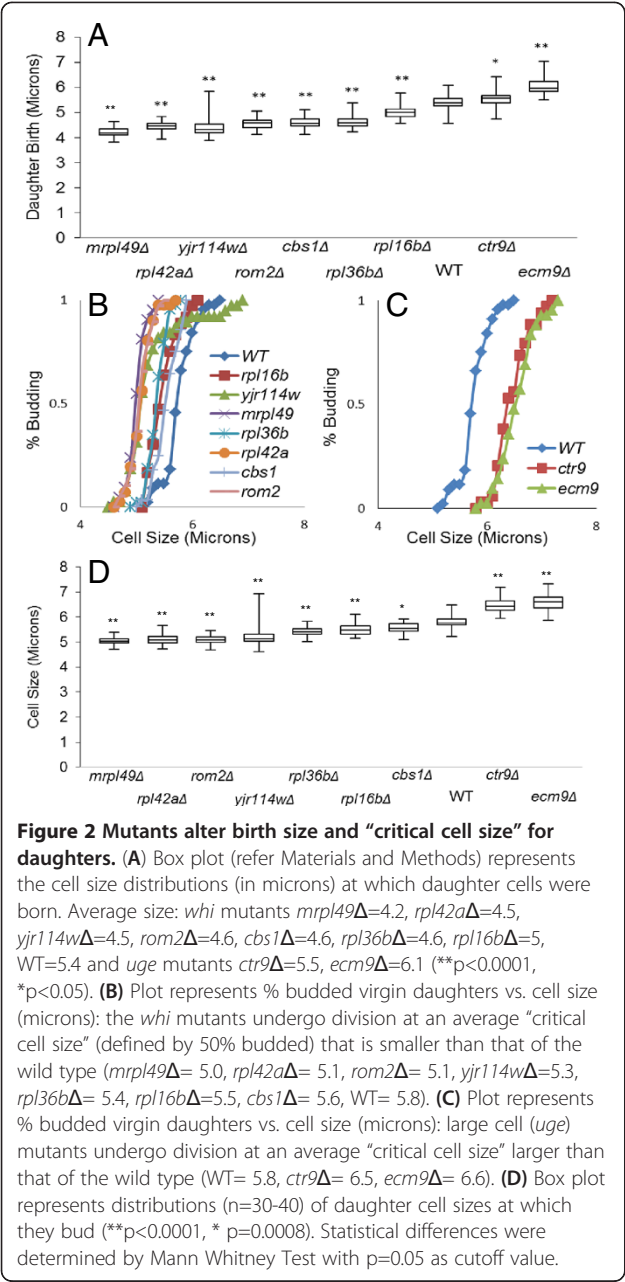 A
8
7
6
5
4
3
2
1
0
Daughter Birth (Microns)
** ** ** ** ** ** ** * **
mrpl49Δ yjr114wΔ cbs1Δ rpl16bΔ ctr9Δ
rpl42aΔ rom2Δ rpl36bΔ WT ecm9Δ
B
1
0.5
0
% Budding
4 6 8
Cell Size (Microns)
WT
rpl16b
yjr114w
mrpl49
rpl36b
rpl42a
cbs1
rom2
C
1
0.5
0
% Budding
4 6 8
Cell Size (Microns)
WT
ctr9
ecm9
D
8
7
6
5
4
3
2
1
0
Cell Size (Microns)
** ** ** ** ** ** * ** **
mrpl49Δ rom2Δ rpl36bΔ cbs1Δ ctr9Δ
rpl42aΔ yjr114wΔ rpl16bΔ WT ecm9Δ
Figure 2 Mutants alter birth size and “critical cell size” for
daughters. (A) Box plot (refer Materials and Methods) represents
the cell size distributions (in microns) at which daughter cells were
born. Average size: whi mutants mrpl49Δ=4.2, rpl42aΔ=4.5,
yjr114wΔ=4.5, rom2Δ=4.6, cbs1Δ=4.6, rpl36bΔ=4.6, rpl16bΔ=5,
WT=5.4 and uge mutants ctr9Δ=5.5, ecm9Δ=6.1 (**p<0.0001,
*p<0.05). (B) Plot represents % budded virgin daughters vs. cell size
(microns): the whi mutants undergo division at an average “critical
cell size” (defined by 50% budded) that is smaller than that of the
wild type (mrpl49Δ= 5.0, rpl42aΔ= 5.1, rom2Δ= 5.1, yjr114wΔ=5.3,
rpl36bΔ= 5.4, rpl16bΔ=5.5, cbs1Δ= 5.6, WT= 5.8). (C) Plot represents
% budded virgin daughters vs. cell size (microns): large cell (uge)
mutants undergo division at an average “critical cell size” larger than
that of the wild type (WT= 5.8, ctr9Δ= 6.5, ecm9Δ= 6.6). (D) Box plot
represents distributions (n=30-40) of daughter cell sizes at which
they bud (**p<0.0001, * p=0.0008). Statistical differences were
determined by Mann Whitney Test with p=0.05 as cutoff value.